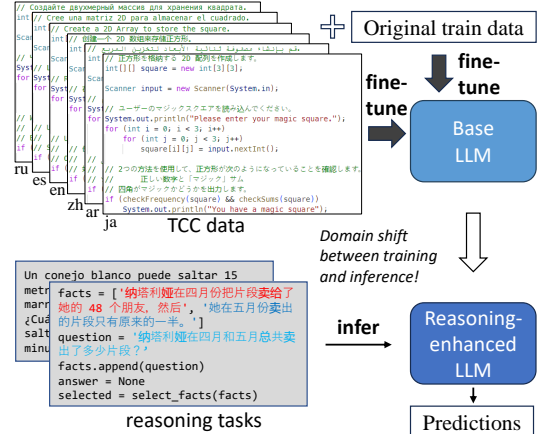 // Создайте двухмерный массив для хранения квадрата.
// Cree una matriz 2D para almacenar el cuadrado.
// Create a 2D Array to store the square.
// 创建一个 2D 数组来存储正方形。
// قم بإنشاء مصفوفة ثنائية الأبعاد لتخزين المربع.
// 正方形を格納する 2D 配列を作成します。
int[][] square = new int[3][3];
Scanner input = new Scanner(System.in);
// ユーザーのマジックスクエアを読み込んでください。
System.out.println("Please enter your magic square.");
for (int i = 0; i < 3; i++)
for (int j = 0; j < 3; j++)
square[i][j] = input.nextInt();
// 2つの方法を使用して、正方形が次のようになっていることを確認します。
// 正しい数字と「マジック」サム
// 四角がマジックかどうかを出力します。
if (checkFrequency(square) && checkSums(square))
System.out.println("You have a magic square")
ru
es
en
zh
ar
ja
TCC data
Original train data
fine-
tune
fine-
tune
Base
LLM
Domain shift
between training
and inference!
Un conejo blanco puede saltar 15
metr
marr
¿Cuá
salt
minu
facts = ['纳塔利娅在四月份把片段卖给了
她的 48 个朋友，然后', '她在五月份卖出
的片段只有原来的一半。']
question = '纳塔利娅在四月和五月总共卖
出了多少片段？'
facts.append(question)
answer = None
selected = select_facts(facts)
reasoning tasks
infer
Reasoning-
enhanced
LLM
Predictions